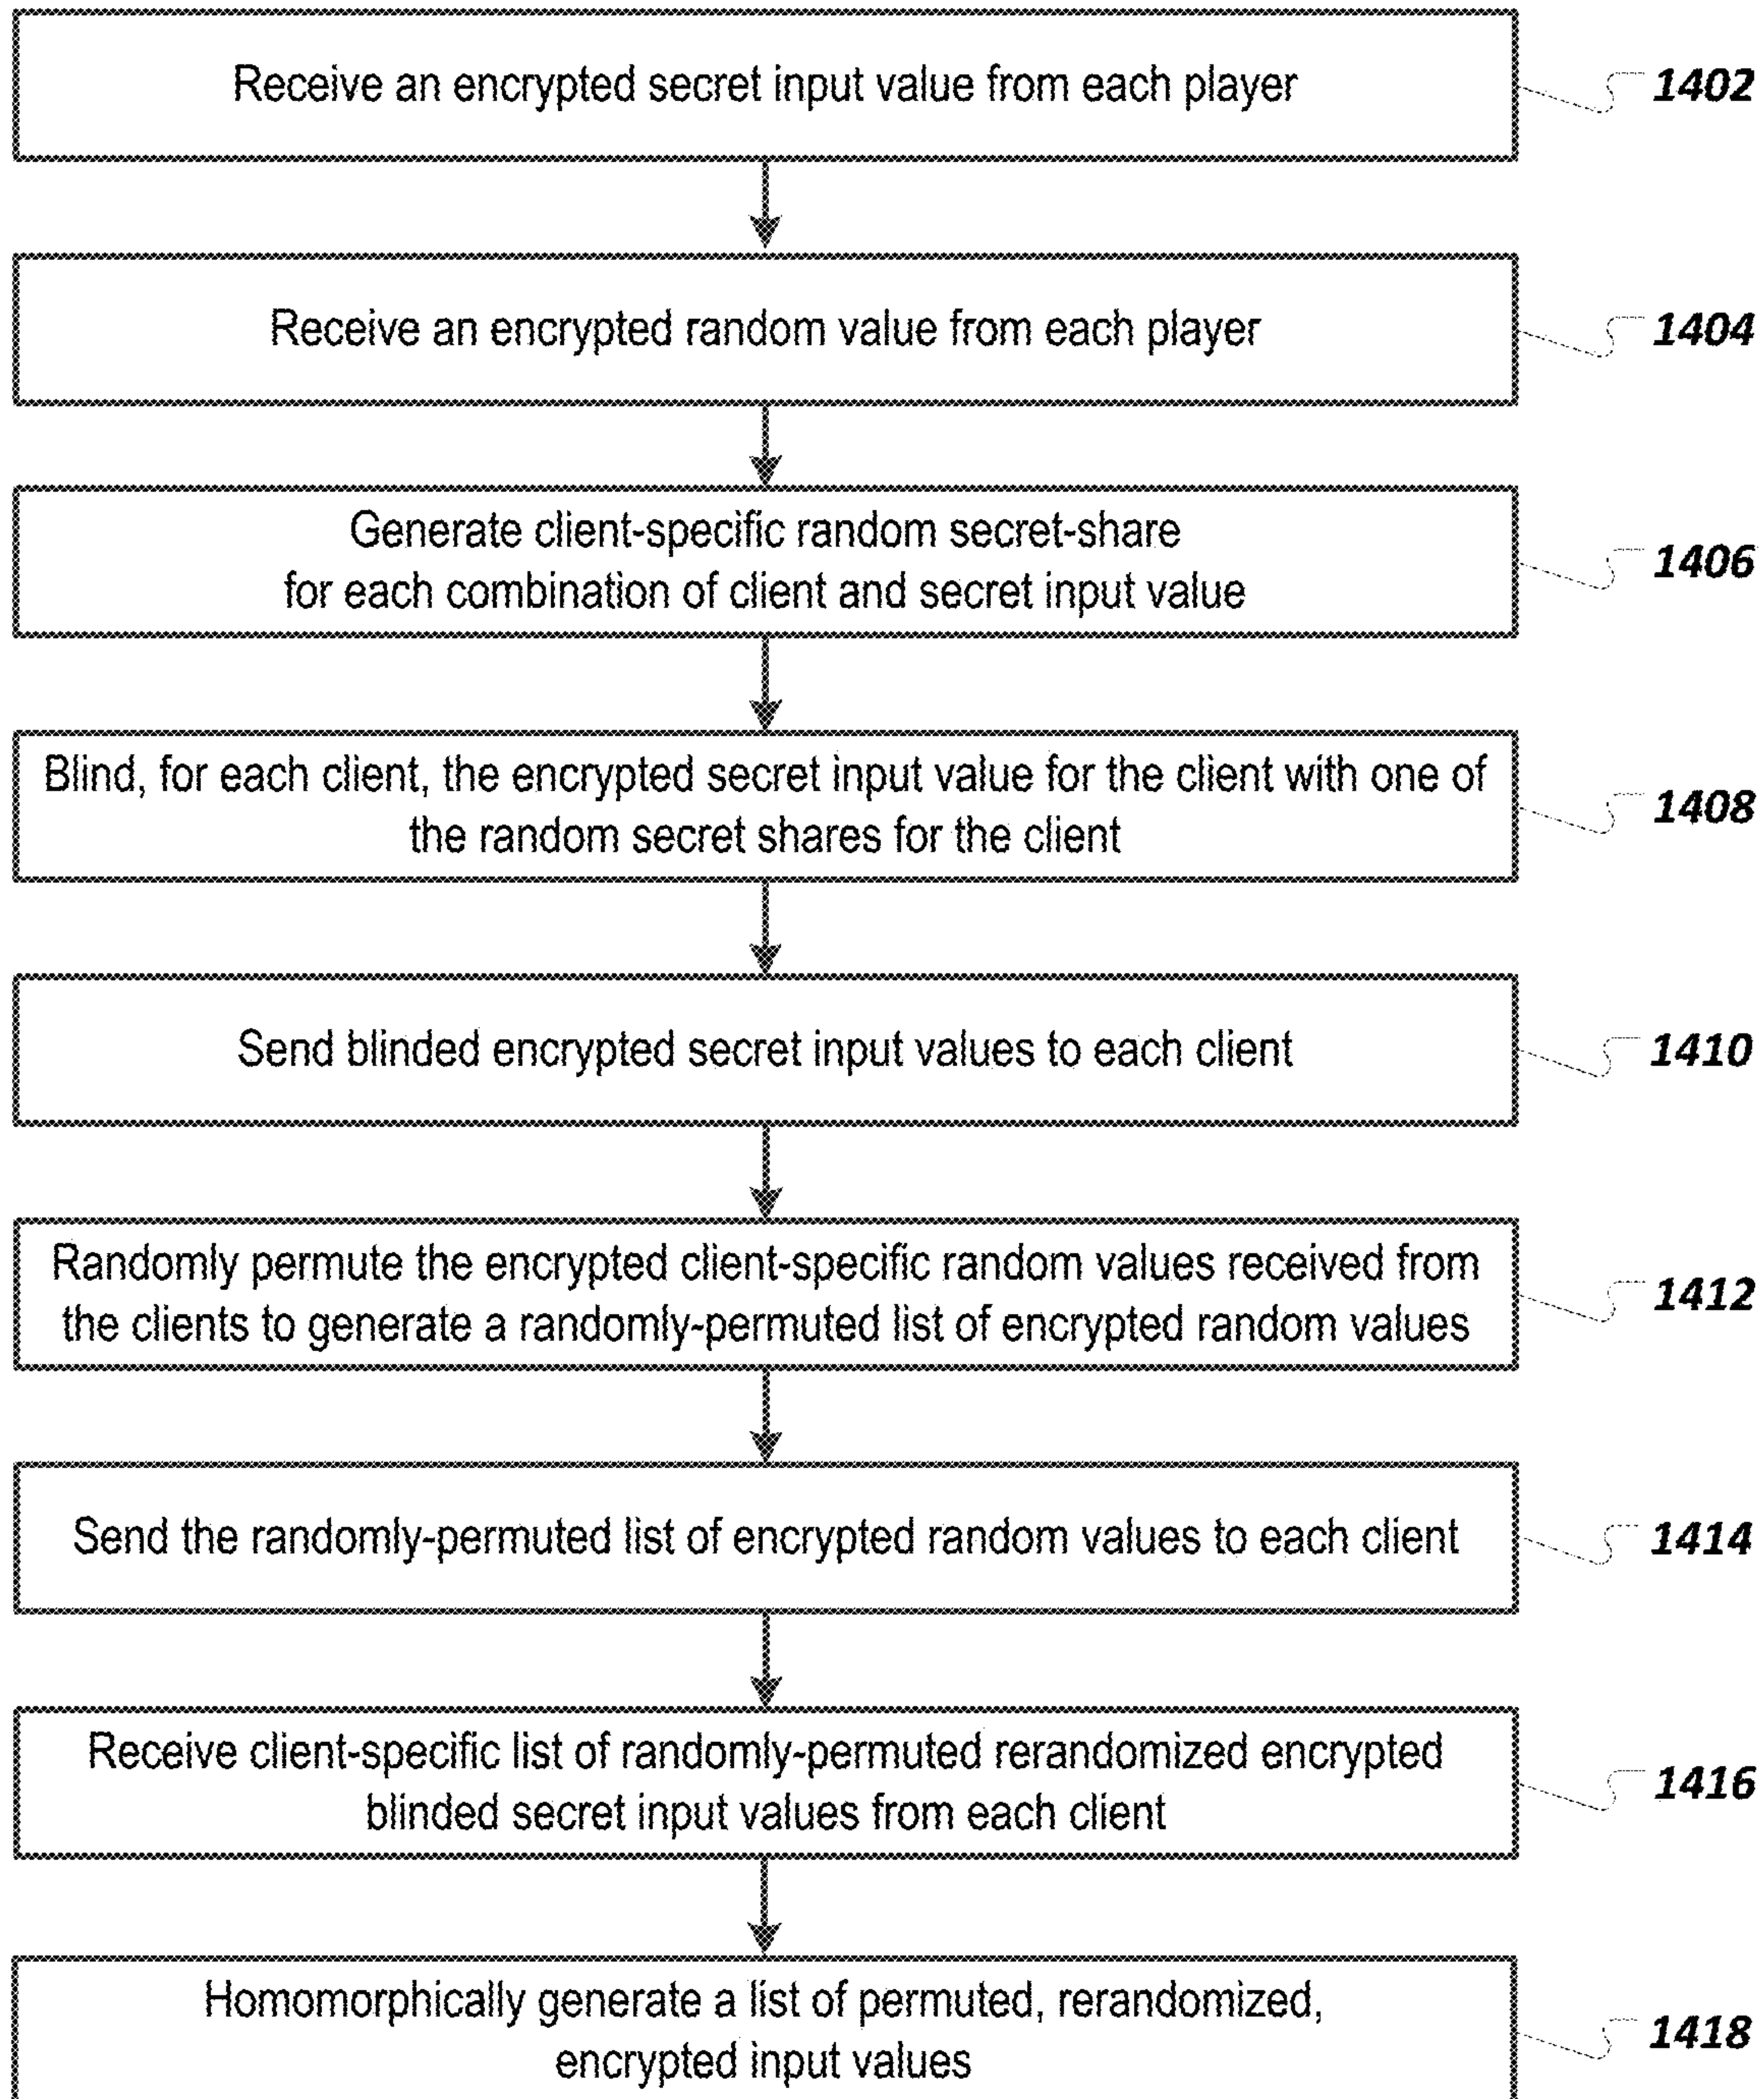 Receive an encrypted secret input value from each player
1402
Receive an encrypted random value from each player
1404
Generate client-specific random secret-share
for each combination of client and secret input value
1406
Blind, for each client, the encrypted secret input value for the client with one of
the random secret shares for the client
1408
Send blinded encrypted secret input values to each client
1410
Randomly permute the encrypted client-specific random values received from
the clients to generate a randomly-permuted list of encrypted random values
1412
Send the randomly-permuted list of encrypted random values to each client
1414
Receive client-specific list of randomly-permuted rerandomized encrypted
blinded secret input values from each client
1416
Homomorphically generate a list of permuted, rerandomized,
encrypted input values
1418